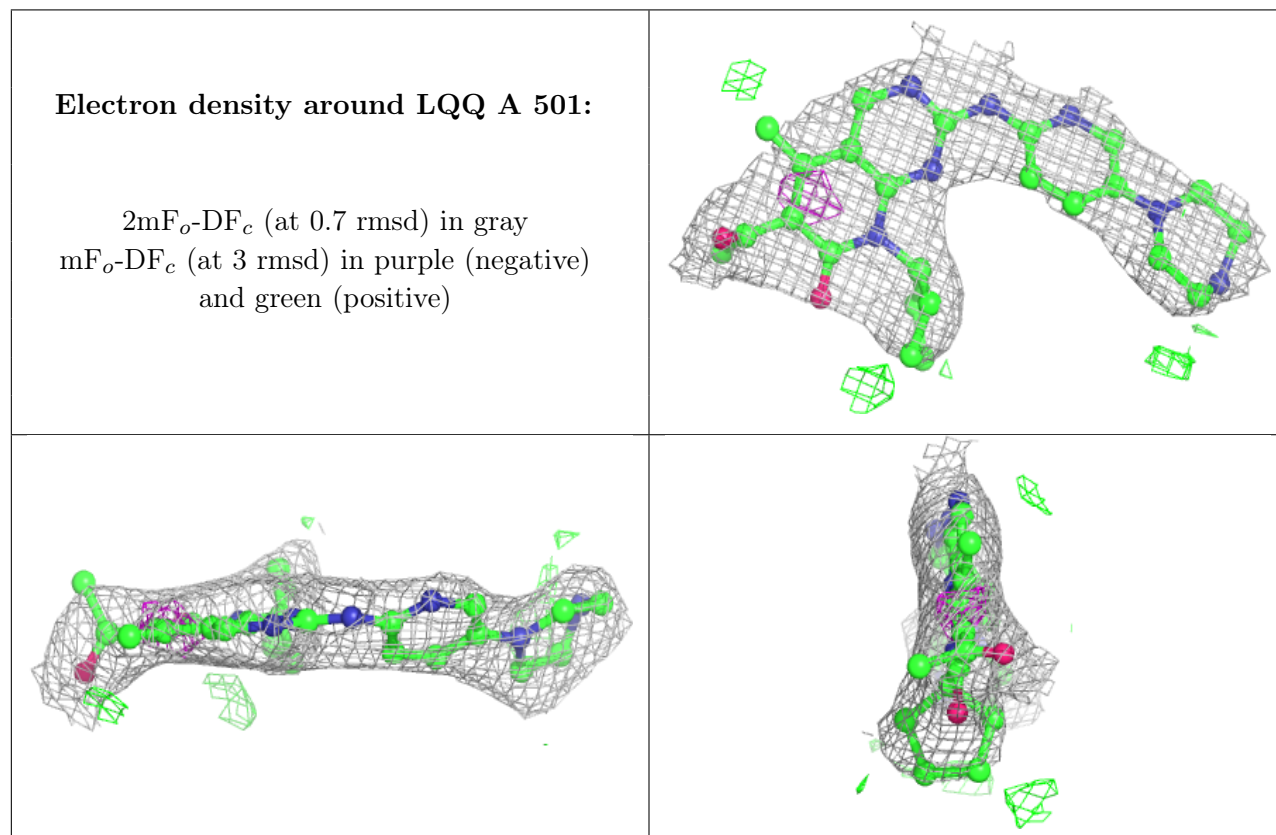 Electron density around LQQ A 501:
2mFo-DFc (at 0.7 rmsd) in gray
mFo-DFc (at 3 rmsd) in purple (negative)
and green (positive)